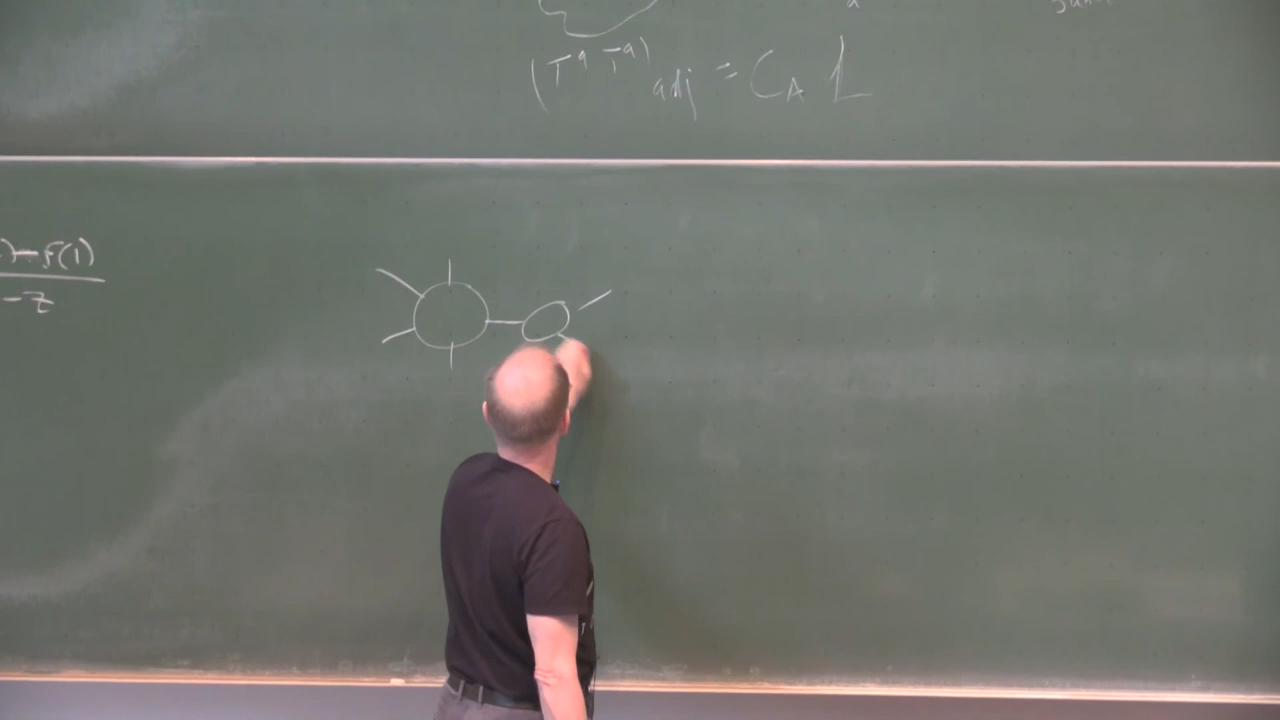 (T^a T^a)_adj = C_A 1
)-f(1)
-z